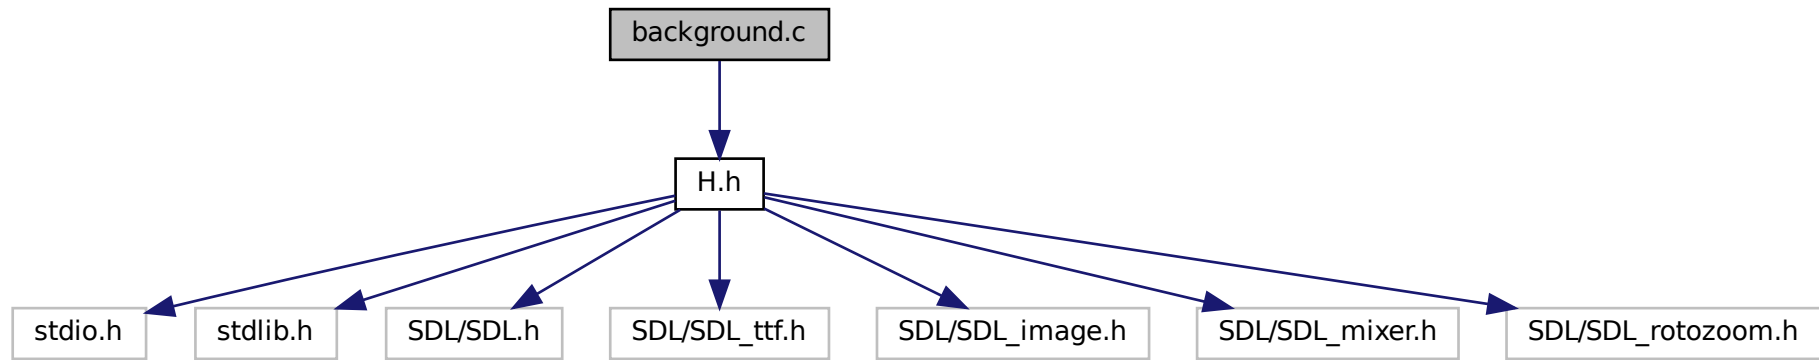 background.c
H.h
stdio.h
stdlib.h
SDL/SDL.h
SDL/SDL_ttf.h
SDL/SDL_image.h
SDL/SDL_mixer.h
SDL/SDL_rotozoom.h